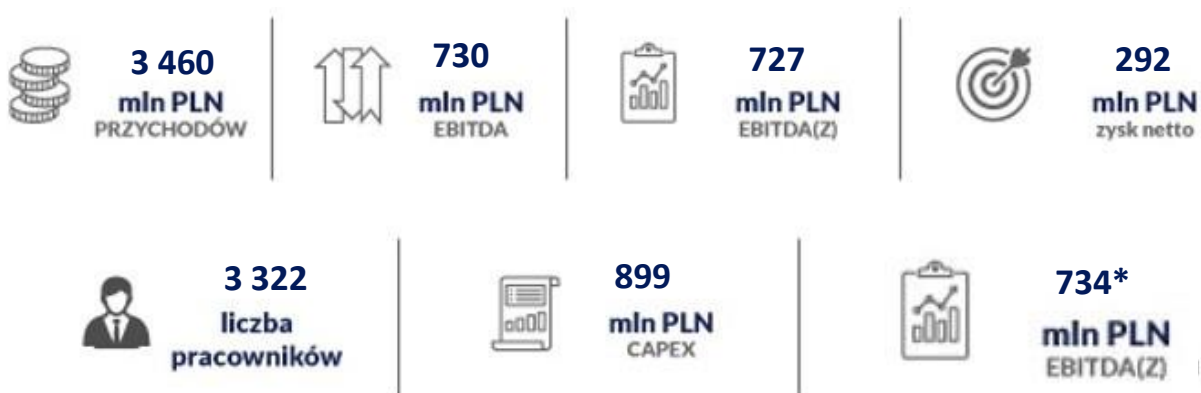 3 460
mln PLN
PRZYCHODÓW
730
mln PLN
EBITDA
727
mln PLN
EBITDA(Z)
292
mln PLN
zysk netto
3 322
liczba
pracowników
899
mln PLN
CAPEX
734*
mln PLN
EBITDA(Z)